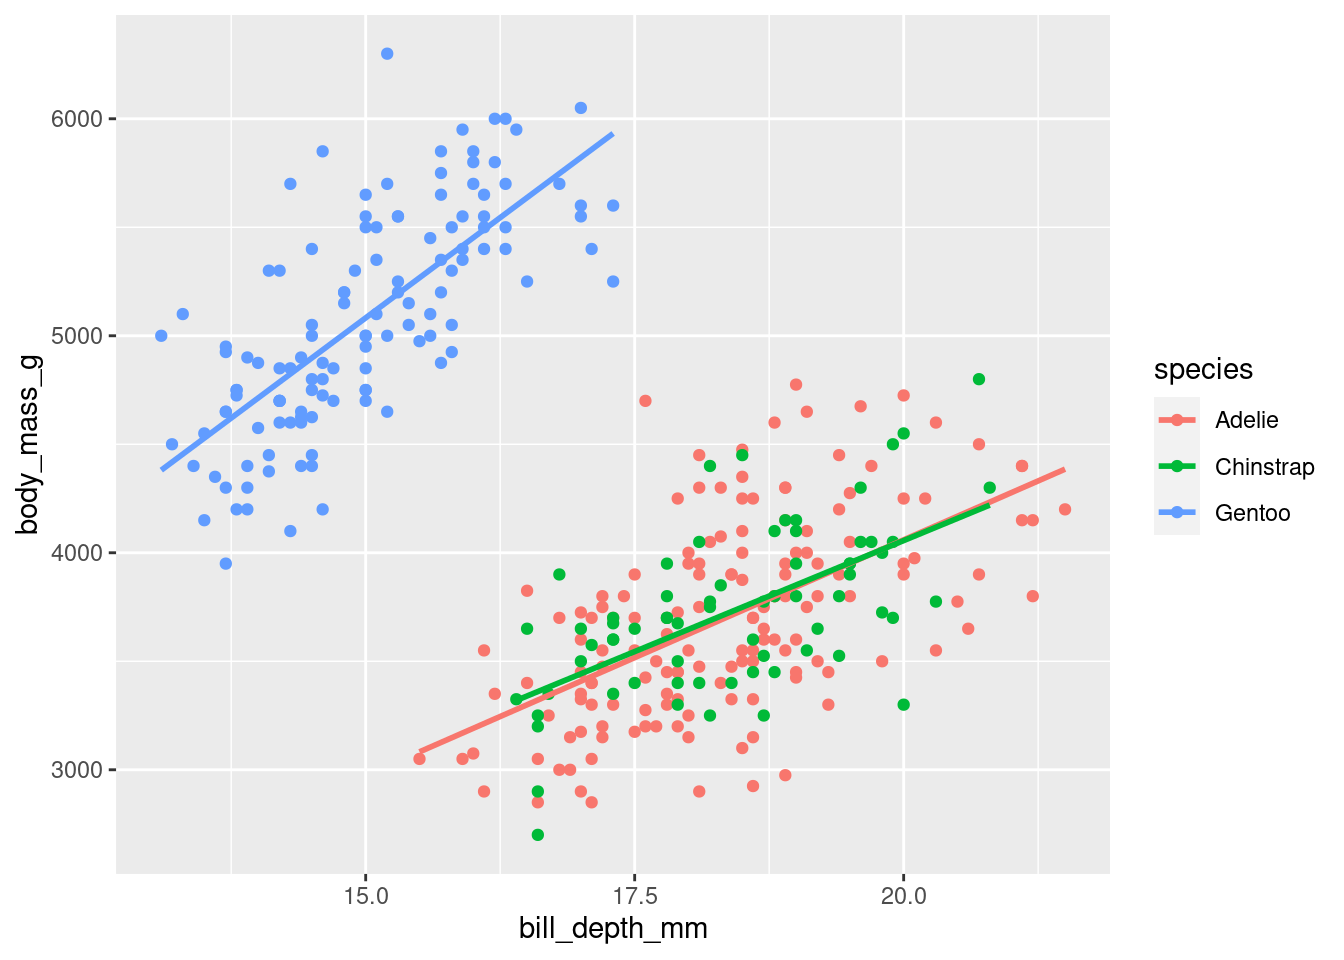 6000
5000
4000
3000
body_mass_g
15.0
17.5
20.0
bill_depth_mm
species
Adelie
Chinstrap
Gentoo